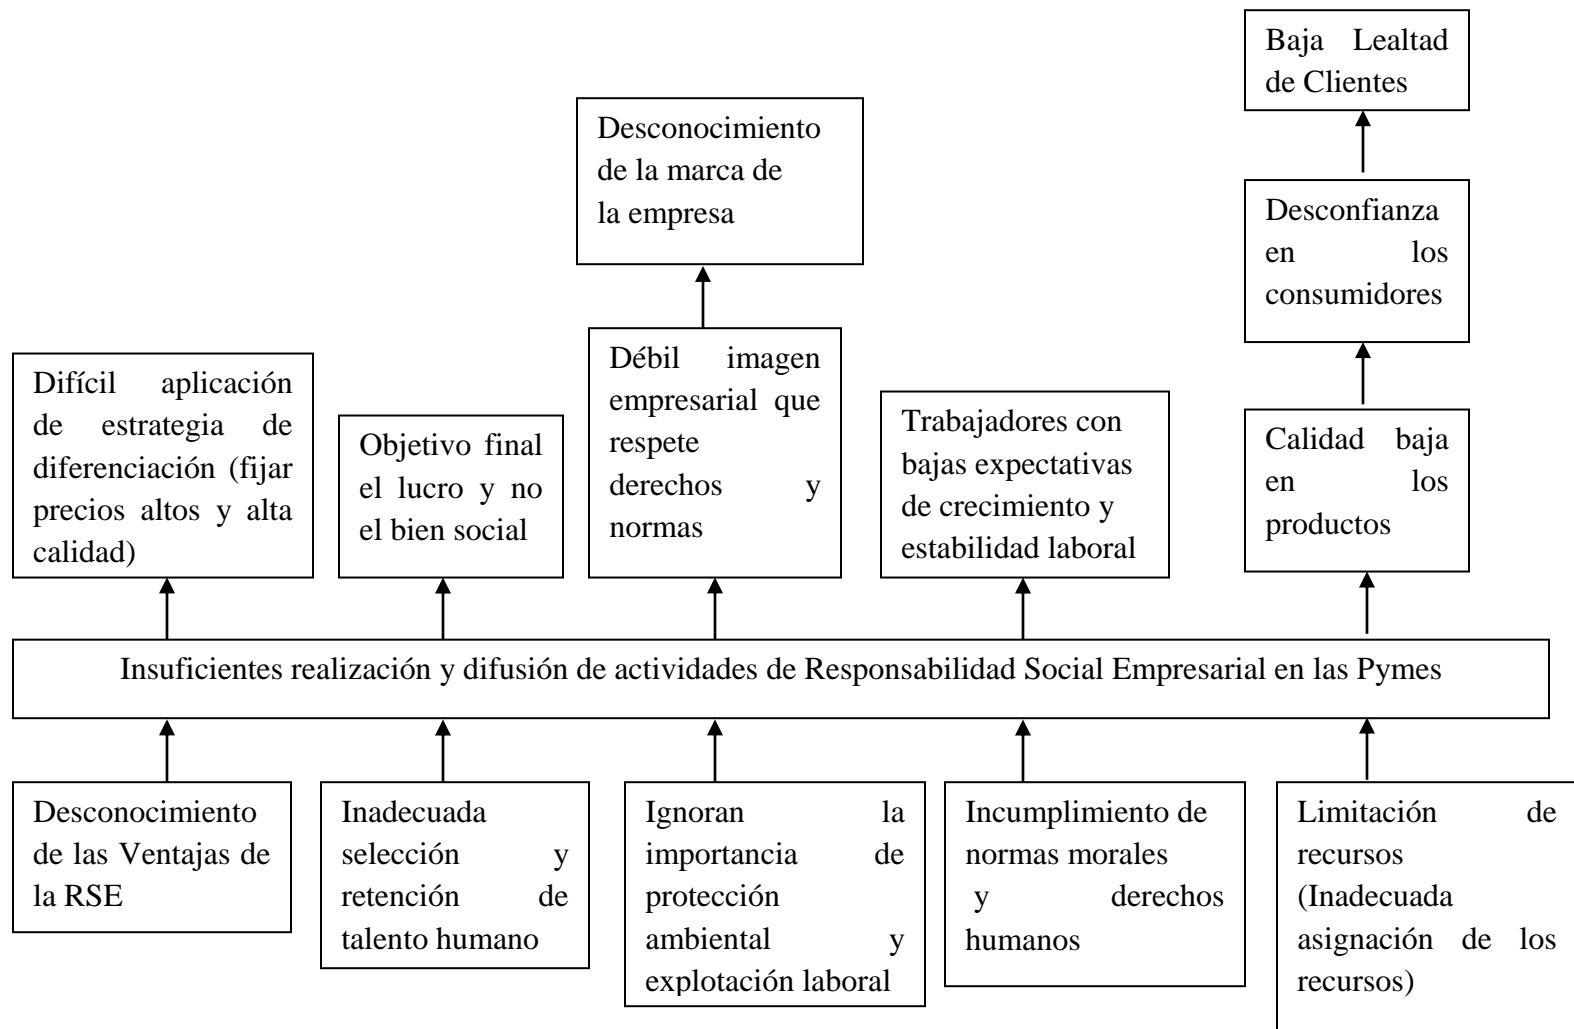 Baja Lealtad
de Clientes
Desconocimiento
de la marca de
la empresa
Desconfianza
en los
consumidores
Difícil aplicación
de estrategia de
diferenciación (fijar
precios altos y alta
calidad)
Objetivo final
el lucro y no
el bien social
Débil imagen
empresarial que
respete
derechos y
normas
Trabajadores con
bajas expectativas
de crecimiento y
estabilidad laboral
Calidad baja
en los
productos
Insuficientes realización y difusión de actividades de Responsabilidad Social Empresarial en las Pymes
Desconocimiento
de las Ventajas de
la RSE
Inadecuada
selección y
retención de
talento humano
Ignoran la
importancia de
protección
ambiental y
explotación laboral
Incumplimiento de
normas morales
y derechos
humanos
Limitación de
recursos
(Inadecuada
asignación de los
recursos)